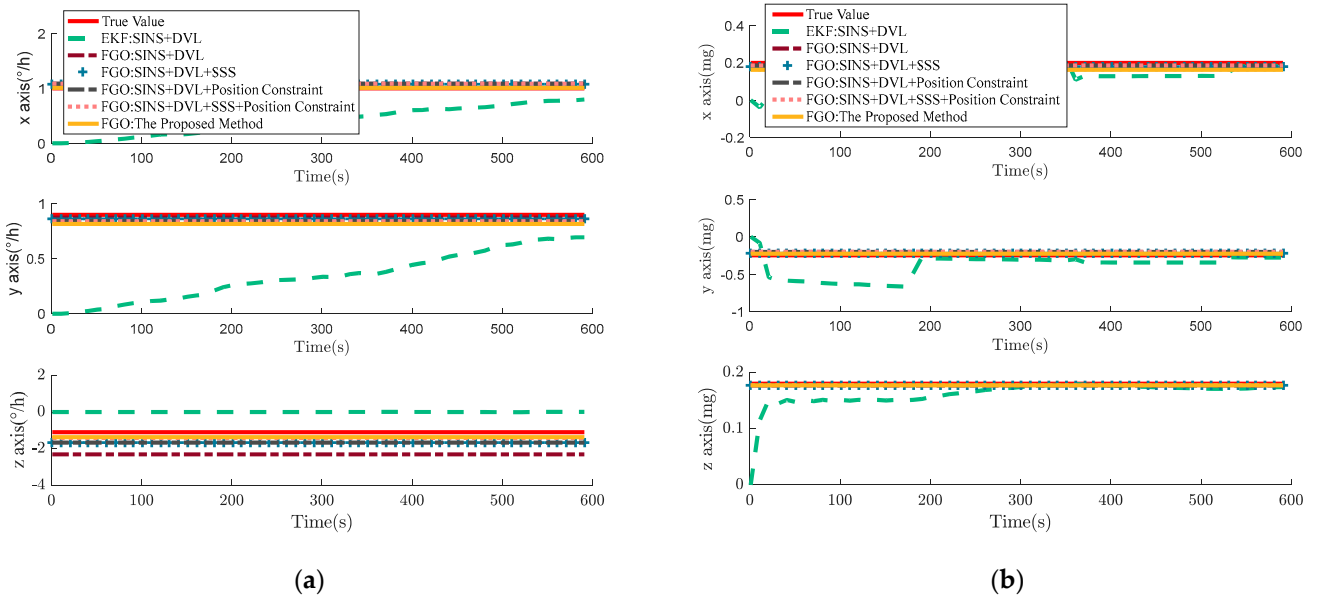 2
1
0
x axis(°/h)
True Value
EKF:SINS+DVL
FGO:SINS+DVL
FGO:SINS+DVL+SSS
FGO:SINS+DVL+Position Constraint
FGO:SINS+DVL+SSS+Position Constraint
FGO:The Proposed Method
0 100 200 300 400 500 600
Time(s)
1
0.5
0
y axis(°/h)
0 100 200 300 400 500 600
Time(s)
2
0
-2
-4
z axis(°/h)
0 100 200 300 400 500 600
Time(s)
(a)
0.4
0.2
0
-0.2
x axis(mg)
True Value
EKF:SINS+DVL
FGO:SINS+DVL
FGO:SINS+DVL+SSS
FGO:SINS+DVL+Position Constraint
FGO:SINS+DVL+SSS+Position Constraint
FGO:The Proposed Method
0 100 200 300 400 500 600
Time(s)
0.5
0
-0.5
-1
y axis(mg)
0 100 200 300 400 500 600
Time(s)
0.2
0.1
0
z axis(mg)
0 100 200 300 400 500 600
Time(s)
(b)